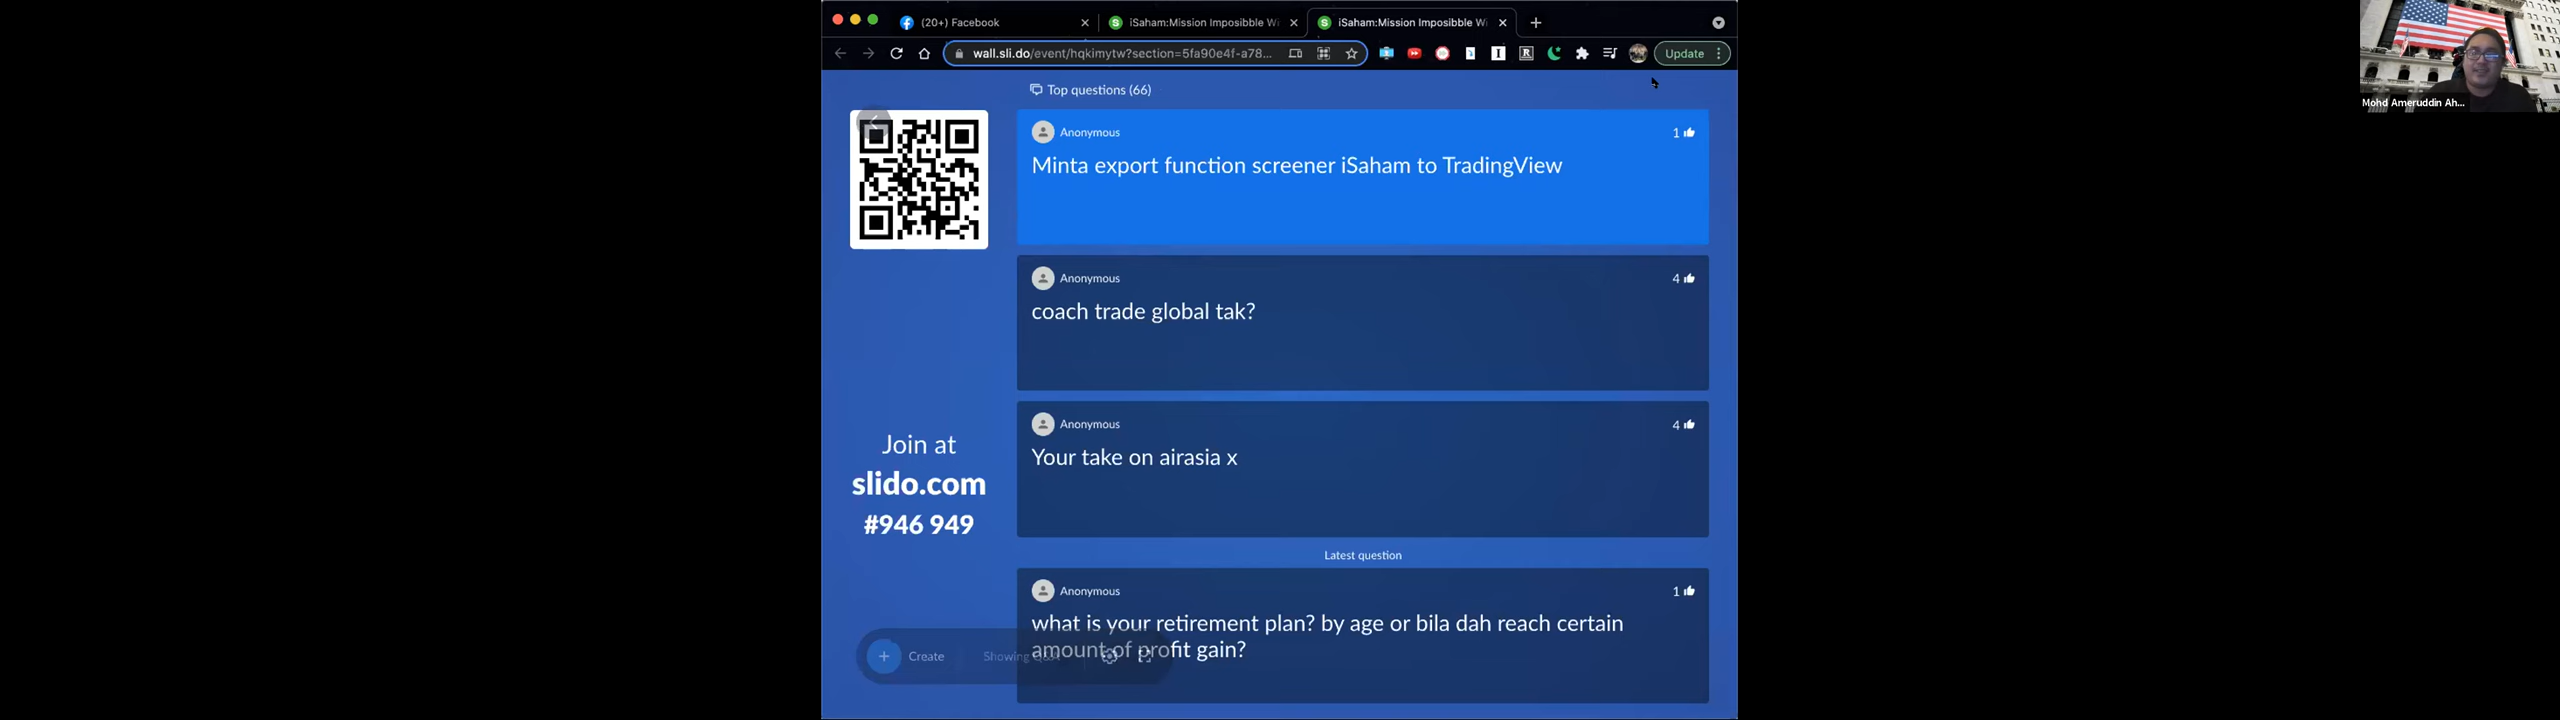 (20+) Facebook
iSaham:Mission Imposibble Wi
iSaham:Mission Imposibble Wi
wall.sli.do/event/hqkimytw?section=5fa90e4f-a78...
Update
Mohd Ameruddin Ah...
Top questions (66)
Anonymous
1
Minta export function screener iSaham to TradingView
Anonymous
4
coach trade global tak?
Anonymous
4
Your take on airasia x
Join at
slido.com
#946 949
Latest question
Anonymous
1
what is your retirement plan? by age or bila dah reach certain
amount of profit gain?
Create
Showing